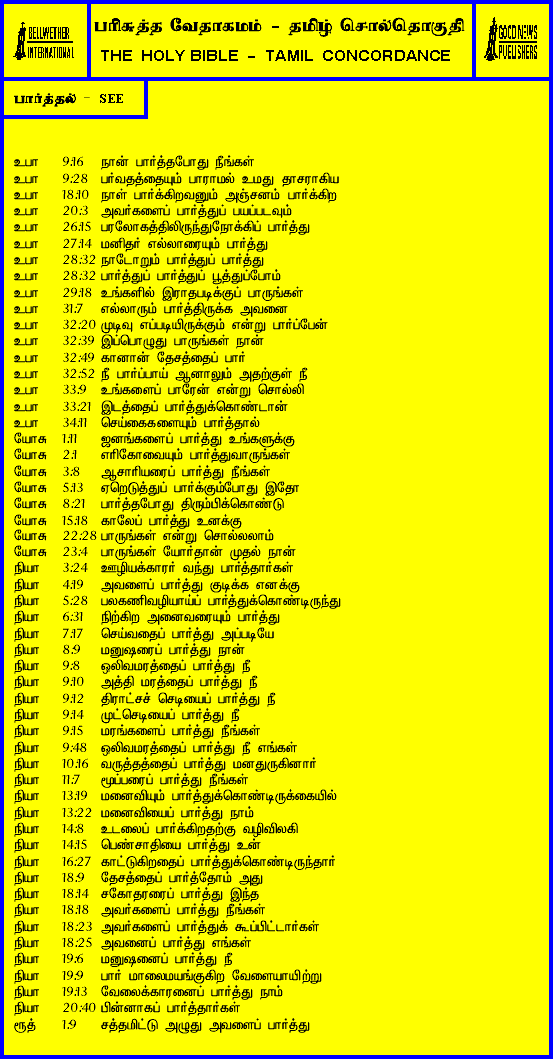 BELLWETHER
INTERNATIONAL
பரிசுத்த வேதாகமம் - தமிழ் சொல்தொகுதி
THE HOLY BIBLE - TAMIL CONCORDANCE
GOOD NEWS
PUBLISHERS
பார்த்தல் - SEE
உபா 9:16 நான் பார்த்தபோது நீங்கள்
உபா 9:28 பர்வதத்தையும் பாராமல் உமது தாசராகிய
உபா 18:10 நாள் பார்க்கிறவனும் அஞ்சனம் பார்க்கிற
உபா 20:3 அவர்களைப் பார்த்துப் பயப்படவும்
உபா 26:15 பரலோகத்திலிருந்துநோக்கிப் பார்த்து
உபா 27:14 மனிதர் எல்லாரையும் பார்த்து
உபா 28:32 நாடோறும் பார்த்துப் பார்த்து
உபா 28:32 பார்த்துப் பார்த்துப் பூத்துப்போம்
உபா 29:18 உங்களில் இராதபடிக்குப் பாருங்கள்
உபா 31:7 எல்லாரும் பார்த்திருக்க அவனை
உபா 32:20 முடிவு எப்படியிருக்கும் என்று பார்ப்பேன்
உபா 32:39 இப்பொழுது பாருங்கள் நான்
உபா 32:49 கானான் தேசத்தைப் பார்
உபா 32:52 நீ பார்ப்பாய் ஆனாலும் அதற்குள் நீ
உபா 33:9 உங்களைப் பாரேன் என்று சொல்லி
உபா 33:21 இடத்தைப் பார்த்துக்கொண்டான்
உபா 34:11 செய்கைகளையும் பார்த்தால்
யோசு 1:11 ஜனங்களைப் பார்த்து உங்களுக்கு
யோசு 2:1 எரிகோவையும் பார்த்துவாருங்கள்
யோசு 3:8 ஆசாரியரைப் பார்த்து நீங்கள்
யோசு 5:13 ஏறெடுத்துப் பார்க்கும்போது இதோ
யோசு 8:21 பார்த்தபோது திரும்பிக்கொண்டு
யோசு 15:18 காலேப் பார்த்து உனக்கு
யோசு 22:28 பாருங்கள் என்று சொல்லலாம்
யோசு 23:4 பாருங்கள் யோர்தான் முதல் நான்
நியா 3:24 ஊழியக்காரர் வந்து பார்த்தார்கள்
நியா 4:19 அவளைப் பார்த்து குடிக்க எனக்கு
நியா 5:28 பலகணிவழியாய்ப் பார்த்துக்கொண்டிருந்து
நியா 6:31 நிற்கிற அனைவரையும் பார்த்து
நியா 7:17 செய்வதைப் பார்த்து அப்படியே
நியா 8:9 மனுஷரைப் பார்த்து நான்
நியா 9:8 ஒலிவமரத்தைப் பார்த்து நீ
நியா 9:10 அத்தி மரத்தைப் பார்த்து நீ
நியா 9:12 திராட்சச் செடியைப் பார்த்து நீ
நியா 9:14 முட்செடியைப் பார்த்து நீ
நியா 9:15 மரங்களைப் பார்த்து நீங்கள்
நியா 9:48 ஒலிவமரத்தைப் பார்த்து நீ எங்கள்
நியா 10:16 வருத்தத்தைப் பார்த்து மனதுருகினார்
நியா 11:7 மூப்பரைப் பார்த்து நீங்கள்
நியா 13:19 மனைவியும் பார்த்துக்கொண்டிருக்கையில்
நியா 13:22 மனைவியைப் பார்த்து நாம்
நியா 14:8 உடலைப் பார்க்கிறதற்கு வழிவிலகி
நியா 14:15 பெண்சாதியை பார்த்து உன்
நியா 16:27 காட்டுகிறதைப் பார்த்துக்கொண்டிருந்தார்
நியா 18:9 தேசத்தைப் பார்த்தோம் அது
நியா 18:14 சகோதரரைப் பார்த்து இந்த
நியா 18:18 அவர்களைப் பார்த்து நீங்கள்
நியா 18:23 அவர்களைப் பார்த்துக் கூப்பிட்டார்கள்
நியா 18:25 அவனைப் பார்த்து எங்கள்
நியா 19:6 மனுஷனைப் பார்த்து நீ
நியா 19:9 பார் மாலைமயங்குகிற வேளையாயிற்று
நியா 19:13 வேலைக்காரனைப் பார்த்து நாம்
நியா 20:40 பின்னாகப் பார்த்தார்கள்
ரூத் 1:9 சத்தமிட்டு அழுது அவளைப் பார்த்து